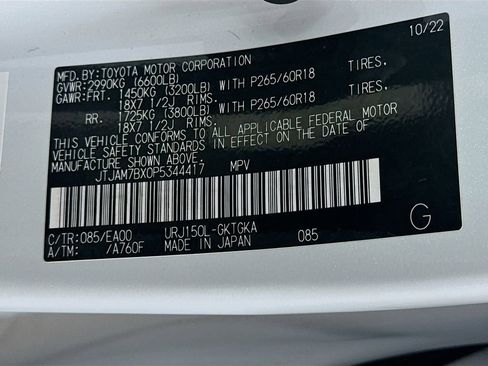 MFD.BY:TOYOTA MOTOR CORPORATION 10/22
GVWR:2990KG (6600LB)
GAWR:FRT. 1450KG (3200LB) WITH P265/60R18 TIRES,
18X7 1/2J RIMS.
RR. 1725KG (3800LB) WITH P265/60R18 TIRES,
18X7 1/2J RIMS.
THIS VEHICLE CONFORMS TO ALL APPLICABLE FEDERAL MOTOR
VEHICLE SAFETY STANDARDS IN EFFECT ON THE DATE OF
MANUFACTURE SHOWN ABOVE.
JTJAM7BX0P5344417 MPV
C/TR:085/EA00 URJ150L-GKTGKA
A/TM: /A760F MADE IN JAPAN 085 G